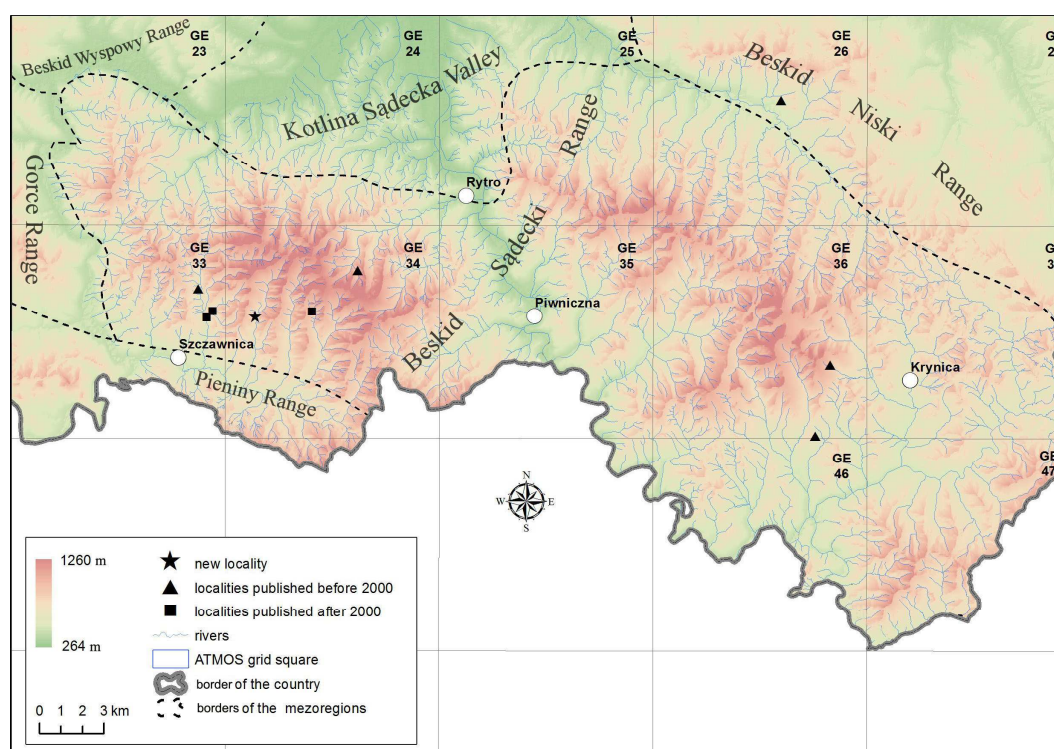 Beskid Wyspowy Range
GE
23
GE
24
GE
25
GE
26
Kotlina Sądecka Valley
Beskid
Niski
Range
Gorce Range
Rytro
Range
Sądecki
Beskid
GE
33
GE
34
GE
35
GE
36
Piwniczna
Szczawnica
Pieniny Range
Krynica
GE
46
GE
47
N
W E
S
1260 m
264 m
new locality
localities published before 2000
localities published after 2000
rivers
ATMOS grid square
border of the country
borders of the mezoregions
0 1 2 3 km